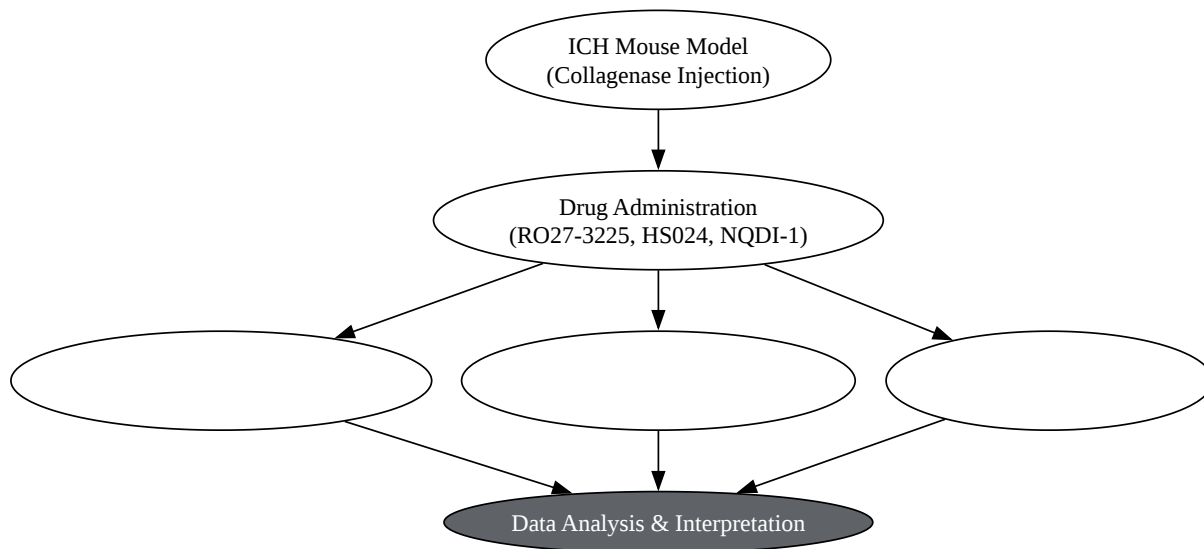 ICH Mouse Model
(Collagenase Injection)
Drug Administration
(RO27-3225, HS024, NQDI-1)
Data Analysis & Interpretation